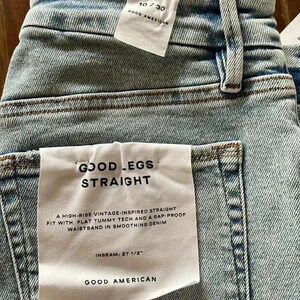 10 / 30
GOOD AMERICAN
GOOD LEGS
STRAIGHT
A HIGH-RISE VINTAGE-INSPIRED STRAIGHT
FIT WITH FLAT TUMMY TECH AND A GAP-PROOF
WAISTBAND IN SMOOTHING DENIM
INSEAM: 27 1/2"
GOOD AMERICAN